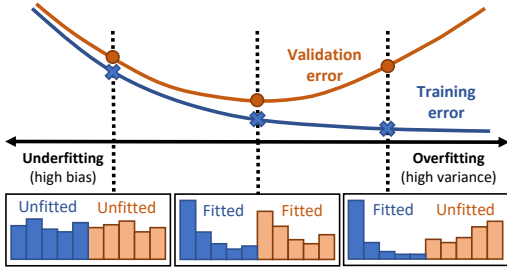 Validation
error
Training
error
Underfitting
(high bias)
Overfitting
(high variance)
Unfitted Unfitted
Fitted Fitted
Fitted Unfitted